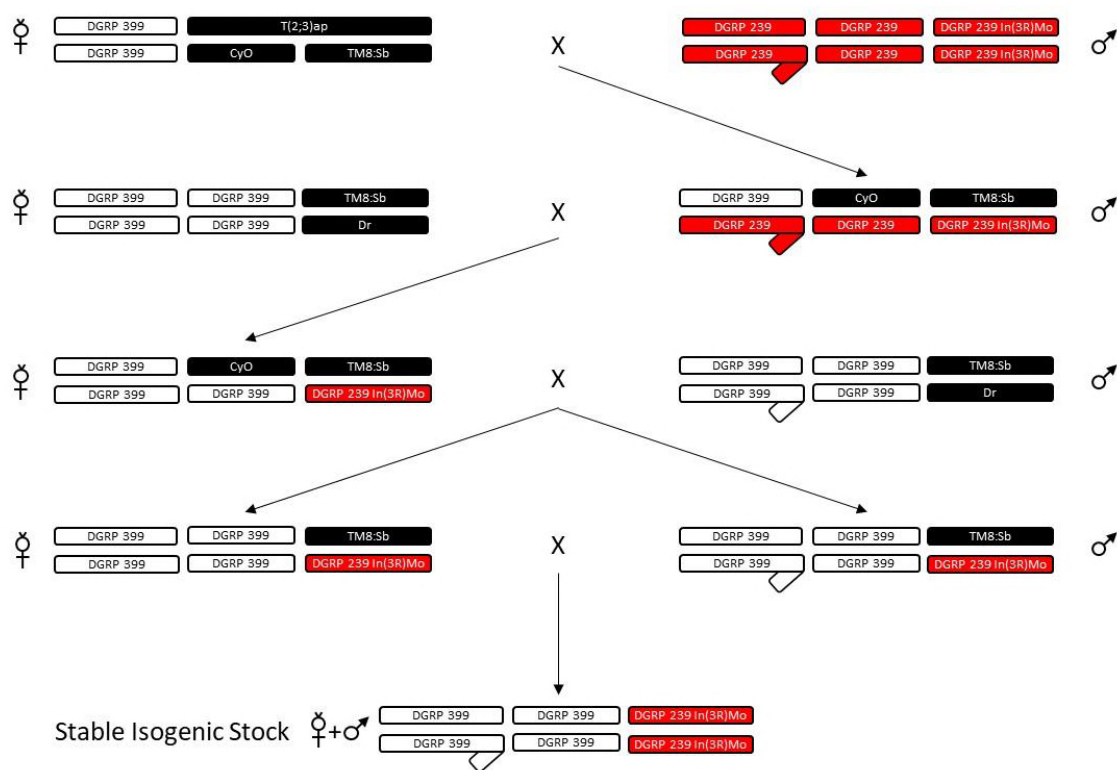 DGRP 399 T(2;3)ap DGRP 239 DGRP 239 DGRP 239 In(3R)Mo
DGRP 399 CyO TM8:Sb X DGRP 239 DGRP 239 DGRP 239 In(3R)Mo
DGRP 399 DGRP 399 TM8:Sb DGRP 399 CyO TM8:Sb
DGRP 399 DGRP 399 Dr X DGRP 239 DGRP 239 DGRP 239 In(3R)Mo
DGRP 399 CyO TM8:Sb DGRP 399 DGRP 399 TM8:Sb
DGRP 399 DGRP 399 DGRP 239 In(3R)Mo X DGRP 399 DGRP 399 Dr
DGRP 399 DGRP 399 TM8:Sb DGRP 399 DGRP 399 TM8:Sb
DGRP 399 DGRP 399 DGRP 239 In(3R)Mo X DGRP 399 DGRP 399 DGRP 239 In(3R)Mo
DGRP 399 DGRP 399 DGRP 239 In(3R)Mo
Stable Isogenic Stock ☿+♂ DGRP 399 DGRP 399 DGRP 239 In(3R)Mo